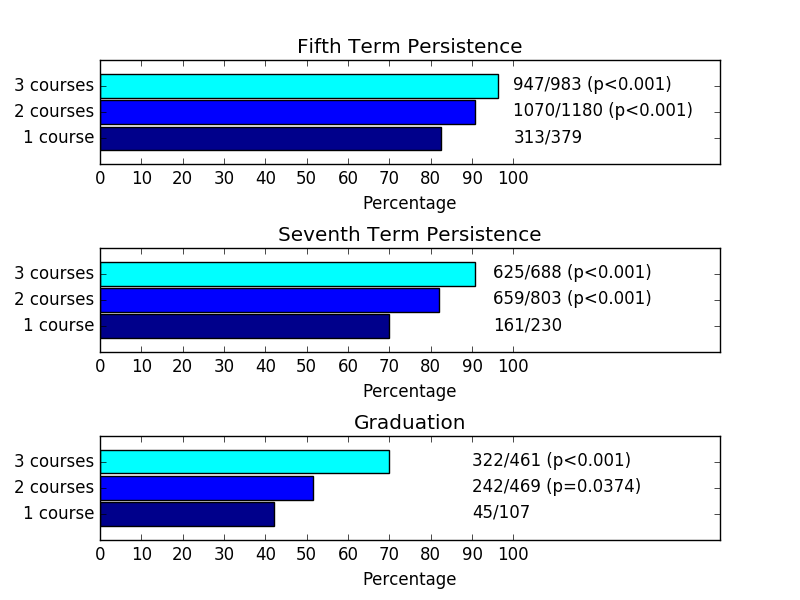 Fifth Term Persistence
3 courses 947/983 (p<0.001)
2 courses 1070/1180 (p<0.001)
1 course 313/379
0 10 20 30 40 50 60 70 80 90 100
Percentage
Seventh Term Persistence
3 courses 625/688 (p<0.001)
2 courses 659/803 (p<0.001)
1 course 161/230
0 10 20 30 40 50 60 70 80 90 100
Percentage
Graduation
3 courses 322/461 (p<0.001)
2 courses 242/469 (p=0.0374)
1 course 45/107
0 10 20 30 40 50 60 70 80 90 100
Percentage